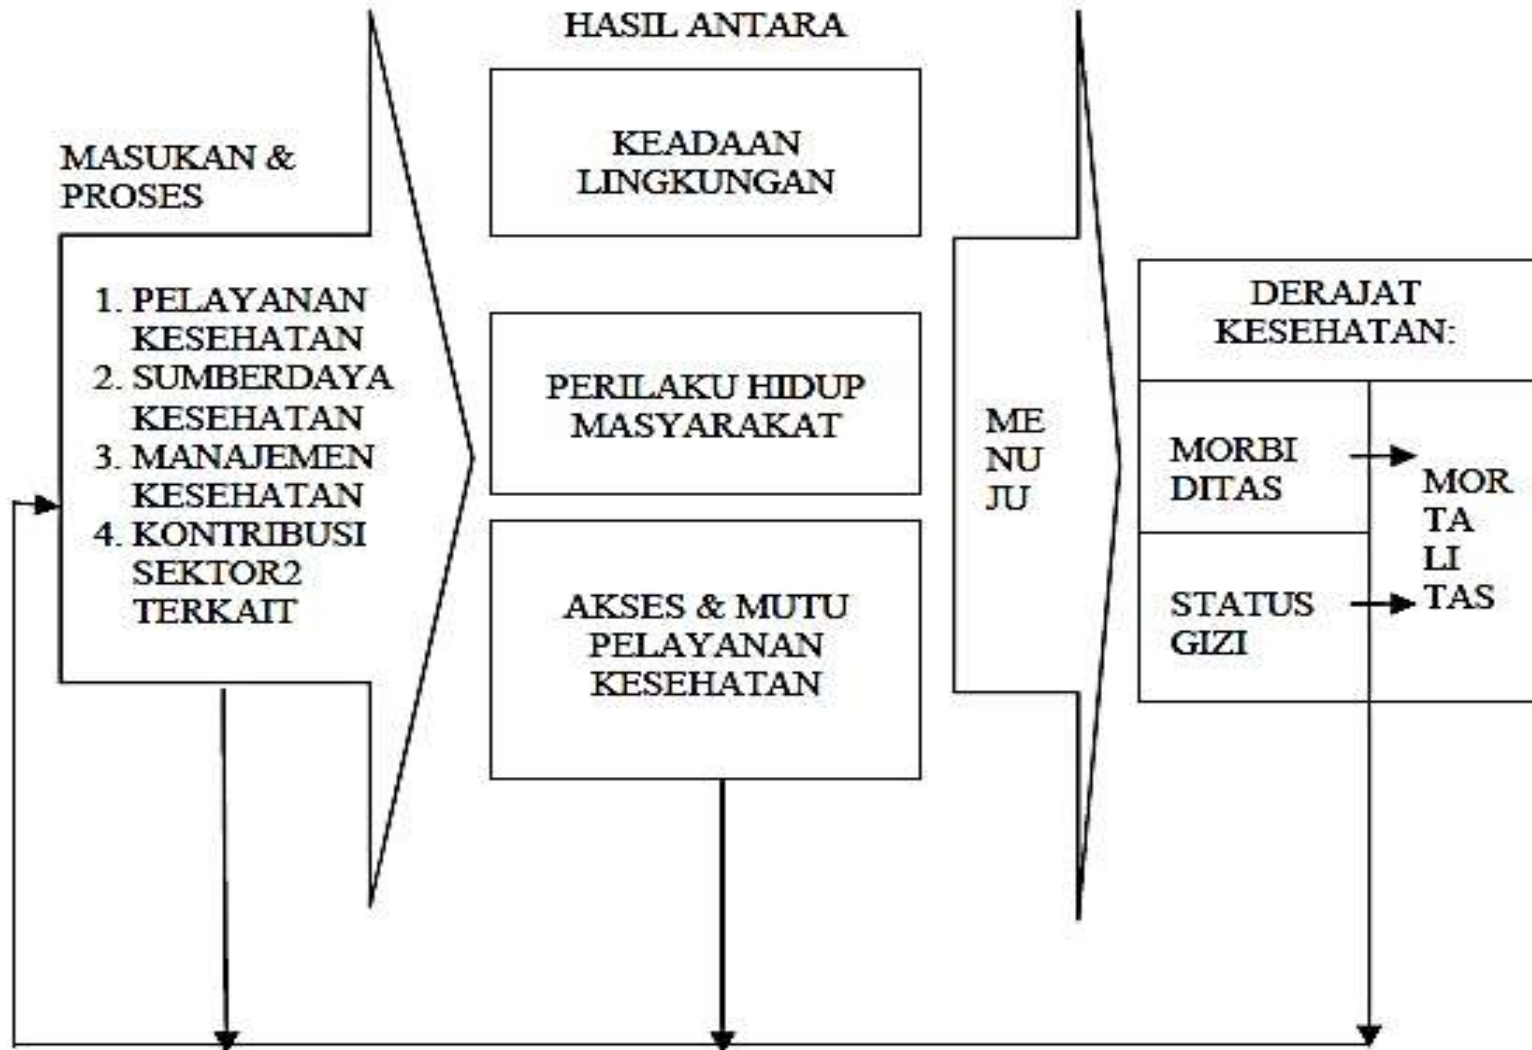 MASUKAN &
PROSES
1. PELAYANAN
KESEHATAN
2. SUMBERDAYA
KESEHATAN
3. MANAJEMEN
KESEHATAN
4. KONTRIBUSI
SEKTOR2
TERKAIT
HASIL ANTARA
KEADAAN
LINGKUNGAN
PERILAKU HIDUP
MASYARAKAT
AKSES & MUTU
PELAYANAN
KESEHATAN
ME
NU
JU
DERAJAT
KESEHATAN:
MORBI
DITAS
STATUS
GIZI
MOR
TA
LI
TAS